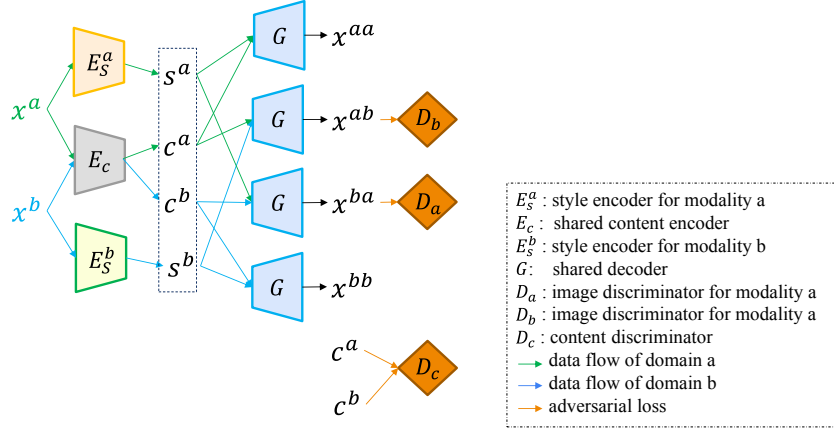 x^a
x^b
E_S^a
E_c
E_S^b
s^a
c^a
c^b
s^b
G
x^{aa}
G
x^{ab}
D_b
G
x^{ba}
D_a
G
x^{bb}
c^a
c^b
D_c
E_S^a : style encoder for modality a
E_c : shared content encoder
E_S^b : style encoder for modality b
G: shared decoder
D_a : image discriminator for modality a
D_b : image discriminator for modality a
D_c : content discriminator
data flow of domain a
data flow of domain b
adversarial loss